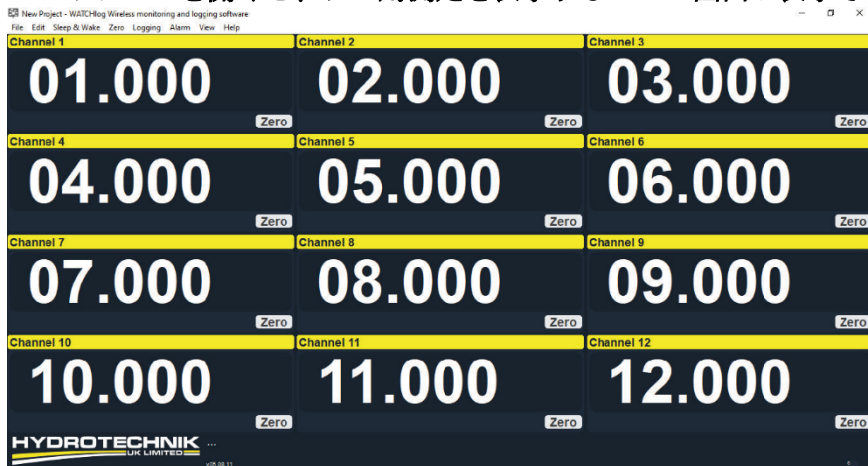 New Project - WATCHlog Wireless monitoring and logging software
File Edit Sleep & Wake Zero Logging Alarm View Help
Channel 1 Channel 2 Channel 3
01.000 02.000 03.000
Zero Zero Zero
Channel 4 Channel 5 Channel 6
04.000 05.000 06.000
Zero Zero Zero
Channel 7 Channel 8 Channel 9
07.000 08.000 09.000
Zero Zero Zero
Channel 10 Channel 11 Channel 12
10.000 11.000 12.000
Zero Zero Zero
HYDROTECHNIK ...
UK LIMITED